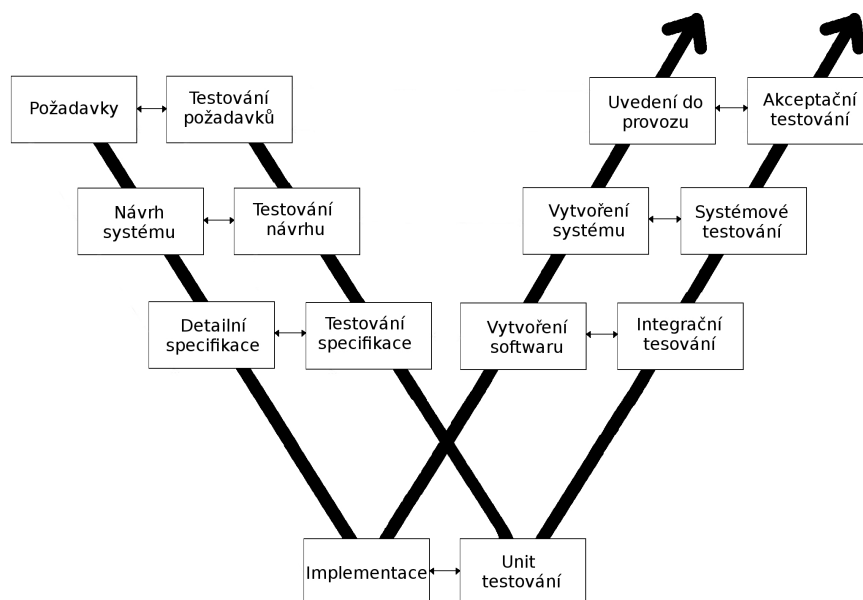 Požadavky
Testování
požadavků
Uvedení do
provozu
Akceptační
testování
Návrh
systému
Testování
návrhu
Vytvoření
systému
Systémové
testování
Detailní
specifikace
Testování
specifikace
Vytvoření
softwaru
Integrační
tesování
Implementace
Unit
testování